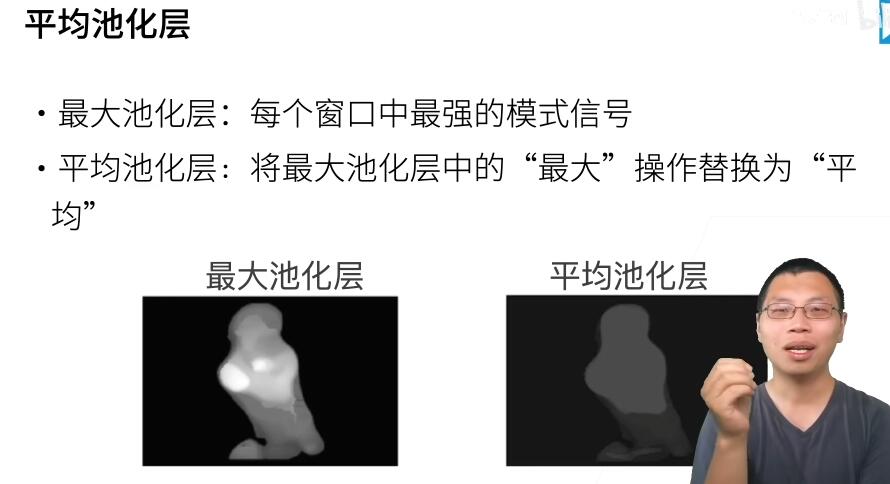 平均池化层
•最大池化层：每个窗口中最强的模式信号
•平均池化层：将最大池化层中的“最大”操作替换为“平
均”
最大池化层
平均池化层